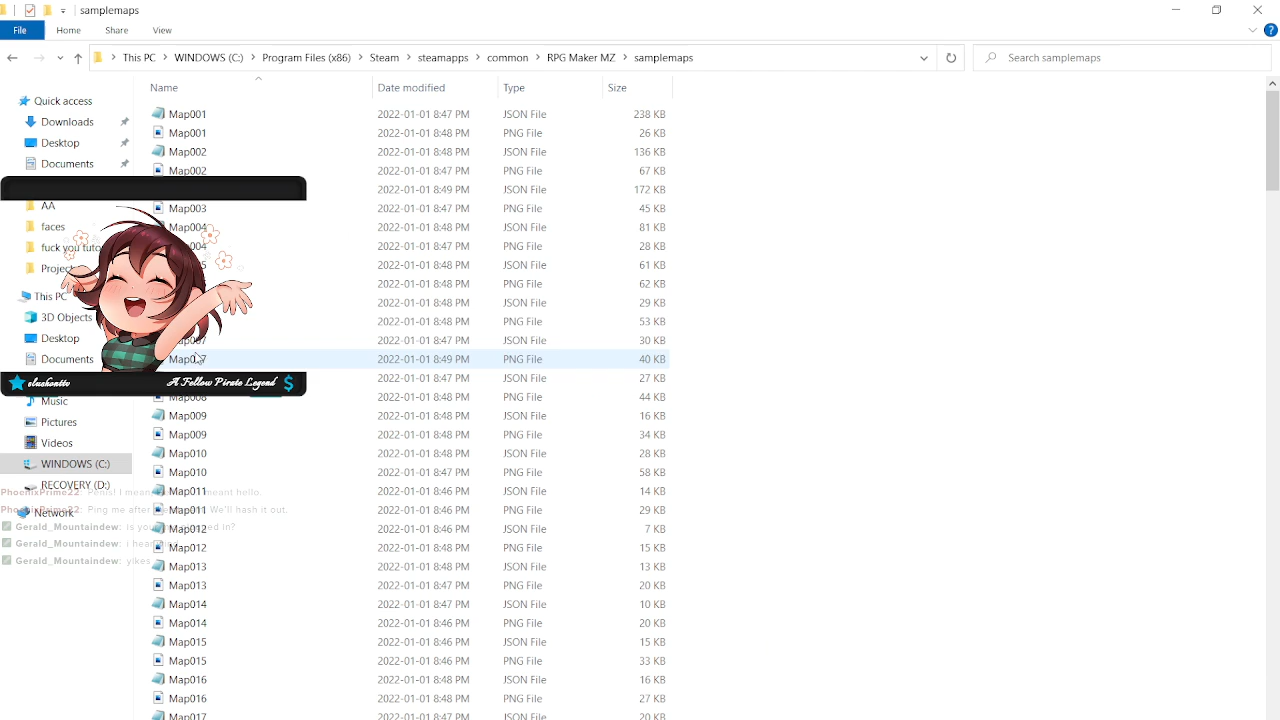 samplemaps
File Home Share View
This PC WINDOWS (C:) Program Files (x86) Steam steamapps common RPG Maker MZ samplemaps
Search samplemaps
Name Date modified Type Size
Quick access
Downloads
Desktop
Documents
AA
faces
fuck you
This PC
3D Objects
Desktop
Documents
elushonttv A Fellow Pirate Legend $
Music
Pictures
Videos
WINDOWS (C:)
RECOVERY (D:)
Network
PhoenixPrime22: meant hello.
PhoenixPrime22: Ping me after We'll hash it out.
Gerald_Mountaindew: is in?
Gerald_Mountaindew: i
Gerald_Mountaindew: yikes
Map001 2022-01-01 8:47 PM JSON File 238 KB
Map001 2022-01-01 8:48 PM PNG File 26 KB
Map002 2022-01-01 8:48 PM JSON File 136 KB
Map002 2022-01-01 8:47 PM PNG File 67 KB
2022-01-01 8:49 PM JSON File 172 KB
Map003 2022-01-01 8:48 PM PNG File 45 KB
Map004 2022-01-01 8:48 PM JSON File 81 KB
2022-01-01 8:48 PM PNG File 28 KB
2022-01-01 8:48 PM JSON File 61 KB
2022-01-01 8:48 PM PNG File 62 KB
2022-01-01 8:48 PM JSON File 29 KB
2022-01-01 8:48 PM PNG File 53 KB
2022-01-01 8:47 PM JSON File 30 KB
Map007 2022-01-01 8:49 PM PNG File 40 KB
2022-01-01 8:48 PM JSON File 27 KB
Map008 2022-01-01 8:48 PM PNG File 44 KB
Map009 2022-01-01 8:48 PM JSON File 16 KB
Map009 2022-01-01 8:48 PM PNG File 34 KB
Map010 2022-01-01 8:48 PM JSON File 28 KB
Map010 2022-01-01 8:47 PM PNG File 58 KB
Map011 2022-01-01 8:46 PM JSON File 14 KB
Map011 2022-01-01 8:46 PM PNG File 29 KB
Map012 2022-01-01 8:46 PM JSON File 7 KB
Map012 2022-01-01 8:48 PM PNG File 15 KB
Map013 2022-01-01 8:48 PM JSON File 13 KB
Map013 2022-01-01 8:47 PM PNG File 20 KB
Map014 2022-01-01 8:47 PM JSON File 10 KB
Map014 2022-01-01 8:46 PM PNG File 20 KB
Map015 2022-01-01 8:46 PM JSON File 15 KB
Map015 2022-01-01 8:46 PM PNG File 33 KB
Map016 2022-01-01 8:48 PM JSON File 16 KB
Map016 2022-01-01 8:48 PM PNG File 27 KB
Map017 2022-01-01 8:47 PM JSON File 20 KB